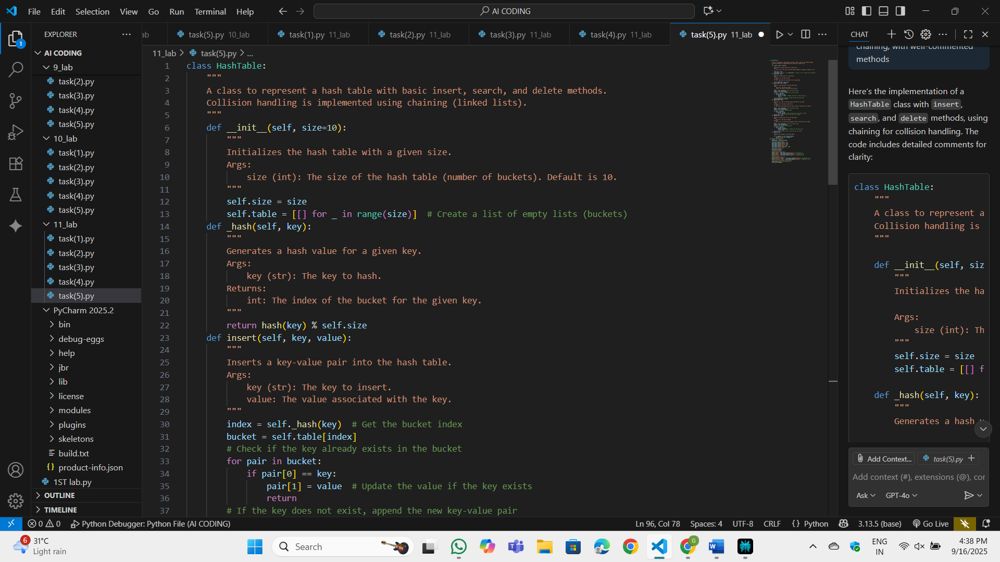 File Edit Selection View Go Run Terminal Help
AI CODING
EXPLORER
AI CODING
9_lab
task(2).py
task(3).py
task(4).py
task(5).py
10_lab
task(1).py
task(2).py
task(3).py
task(4).py
task(5).py
11_lab
task(1).py
task(2).py
task(3).py
task(4).py
task(5).py
PyCharm 2025.2
bin
debug-eggs
help
jbr
lib
license
modules
plugins
skeletons
build.txt
product-info.json
1ST lab.py
OUTLINE
TIMELINE
ab task(5).py 10_lab task(1).py 11_lab task(2).py 11_lab task(3).py 11_lab task(4).py 11_lab task(5).py 11_lab
11_lab > task(5).py > ...
1 class HashTable:
2 """
3 A class to represent a hash table with basic insert, search, and delete methods.
4 Collision handling is implemented using chaining (linked lists).
5 """
6 def __init__(self, size=10):
7 """
8 Initializes the hash table with a given size.
9 Args:
10 size (int): The size of the hash table (number of buckets). Default is 10.
11 """
12 self.size = size
13 self.table = [[] for _ in range(size)]  # Create a list of empty lists (buckets)
14 def _hash(self, key):
15 """
16 Generates a hash value for a given key.
17 Args:
18 key (str): The key to hash.
19 Returns:
20 int: The index of the bucket for the given key.
21 """
22 return hash(key) % self.size
23 def insert(self, key, value):
24 """
25 Inserts a key-value pair into the hash table.
26 Args:
27 key (str): The key to insert.
28 value: The value associated with the key.
29 """
30 index = self._hash(key)  # Get the bucket index
31 bucket = self.table[index]
32 # Check if the key already exists in the bucket
33 for pair in bucket:
34 if pair[0] == key:
35 pair[1] = value  # Update the value if the key exists
36 return
37 # If the key does not exist, append the new key-value pair
CHAT
chaining, with well-commented
methods
Here's the implementation of a
HashTable class with insert,
search, and delete methods, using
chaining for collision handling. The
code includes detailed comments for
clarity:
class HashTable:
"""
A class to represent a
Collision handling is
"""
def __init__(self, siz
"""
Initializes the ha
Args:
size (int): Th
"""
self.size = size
self.table = [[] f
def _hash(self, key):
"""
Generates a hash v
Add Context... task(5).py
Add context (#), extensions (@), cor
Ask GPT-4o
0 0 Python Debugger: Python File (AI CODING) Ln 96, Col 78 Spaces: 4 UTF-8 CRLF {} Python 3.13.5 (base) Go Live
1
6
31°C
Light rain
Search
G
ENG
IN
4:38 PM
9/16/2025